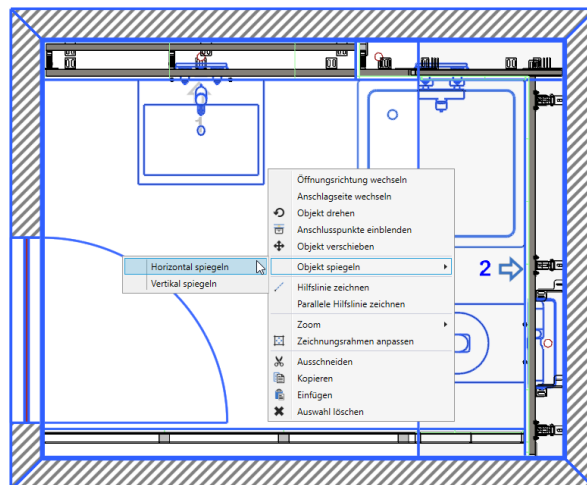 Öffnungsrichtung wechseln
Anschlagseite wechseln
Objekt drehen
Anschlusspunkte einblenden
Objekt verschieben
Objekt spiegeln
Horizontal spiegeln
Vertikal spiegeln
Hilfslinie zeichnen
Parallele Hilfslinie zeichnen
Zoom
Zeichnungsrahmen anpassen
Ausschneiden
Kopieren
Einfügen
Auswahl löschen
1
2